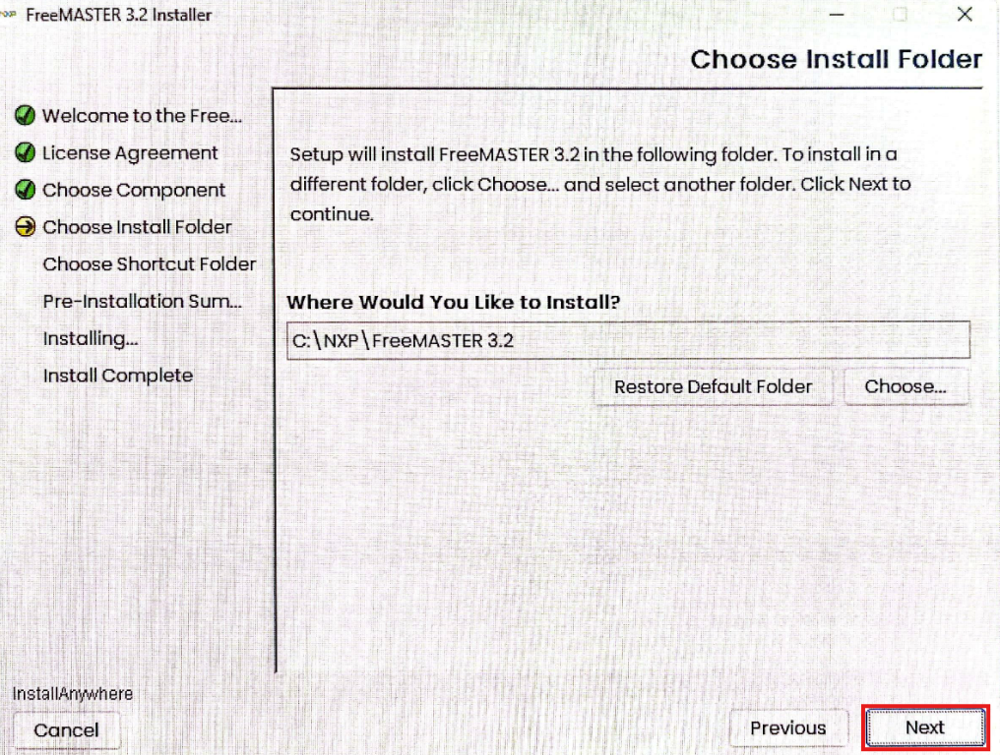 FreeMASTER 3.2 Installer
Choose Install Folder
Welcome to the Free...
License Agreement
Choose Component
Choose Install Folder
Choose Shortcut Folder
Pre-Installation Sum...
Installing...
Install Complete
Setup will install FreeMASTER 3.2 in the following folder. To install in a
different folder, click Choose... and select another folder. Click Next to
continue.
Where Would You Like to Install?
C:\NXP\FreeMASTER 3.2
Restore Default Folder
Choose...
InstallAnywhere
Cancel
Previous
Next